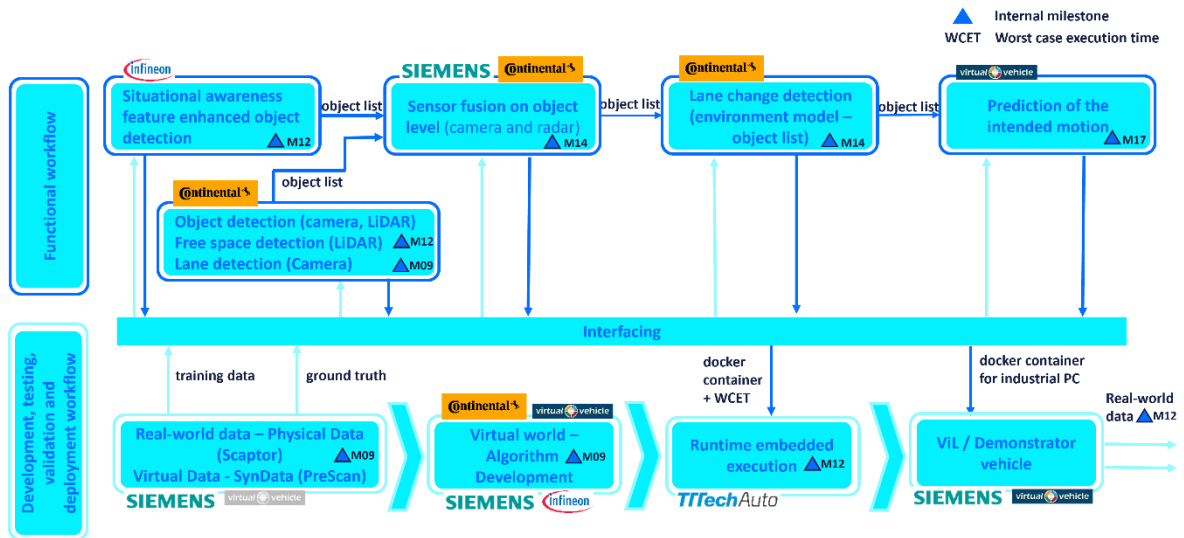 Internal milestone
WCET Worst case execution time
Functional workflow
infineon
Situational awareness
feature enhanced object
detection
M12
object list
SIEMENS
Continental
Sensor fusion on object
level (camera and radar)
M14
object list
Continental
Lane change detection
(environment model –
object list)
M14
object list
virtual vehicle
Prediction of the
intended motion
M17
object list
Continental
Object detection (camera, LiDAR)
Free space detection (LiDAR)
M12
Lane detection (Camera)
M09
Interfacing
Development, testing,
validation and
deployment workflow
training data
ground truth
docker
container
+ WCET
docker container
for industrial PC
Real-world
data
M12
Real-world data – Physical Data
(Scaptor)
M09
Virtual Data - SynData (PreScan)
SIEMENS
virtual vehicle
Continental
virtual vehicle
Virtual world –
Algorithm
M09
Development
SIEMENS
infineon
Runtime embedded
execution
M12
TTTechAuto
ViL / Demonstrator
vehicle
SIEMENS
virtual vehicle